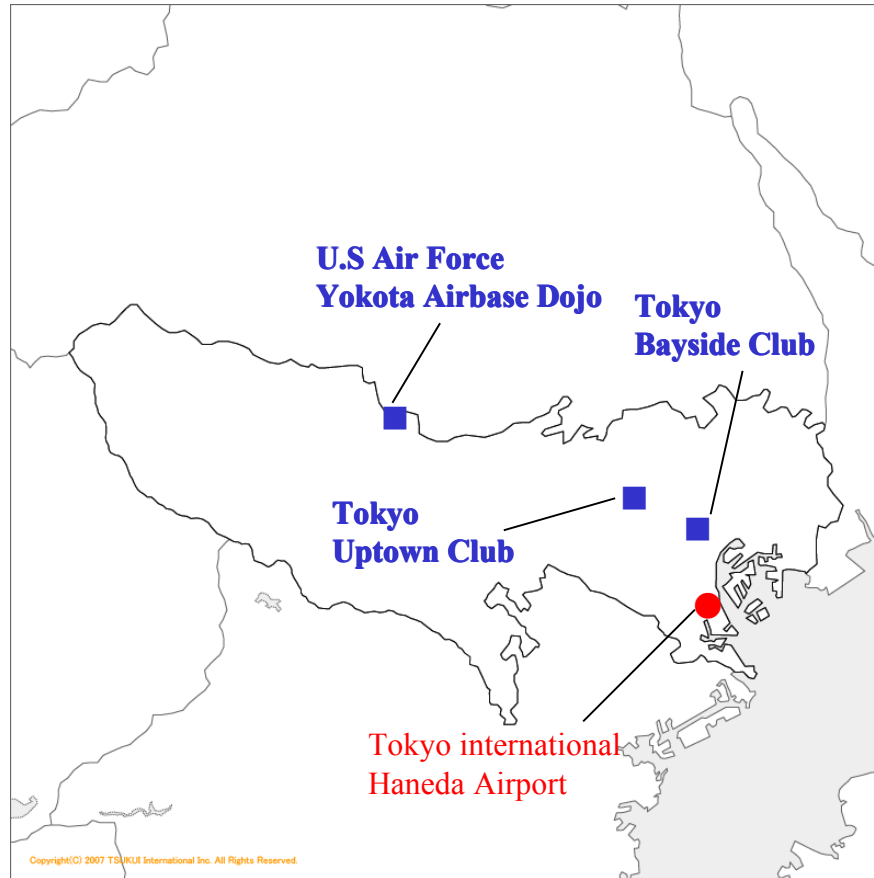 U.S Air Force
Yokota Airbase Dojo
Tokyo
Bayside Club
Tokyo
Uptown Club
Tokyo international
Haneda Airport
Copyright(C) 2007 TSUKUI International Inc. All Rights Reserved.